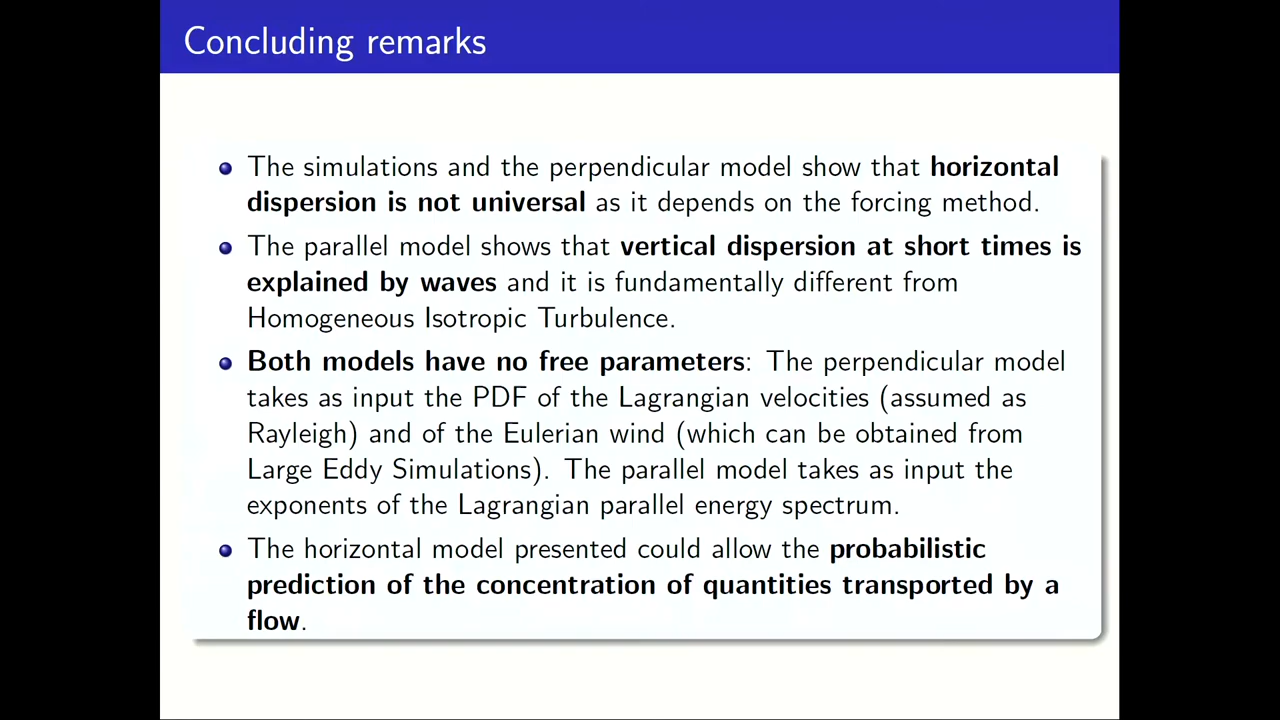 Concluding remarks
The simulations and the perpendicular model show that horizontal
dispersion is not universal as it depends on the forcing method.
The parallel model shows that vertical dispersion at short times is
explained by waves and it is fundamentally different from
Homogeneous Isotropic Turbulence.
Both models have no free parameters: The perpendicular model
takes as input the PDF of the Lagrangian velocities (assumed as
Rayleigh) and of the Eulerian wind (which can be obtained from
Large Eddy Simulations). The parallel model takes as input the
exponents of the Lagrangian parallel energy spectrum.
The horizontal model presented could allow the probabilistic
prediction of the concentration of quantities transported by a
flow.